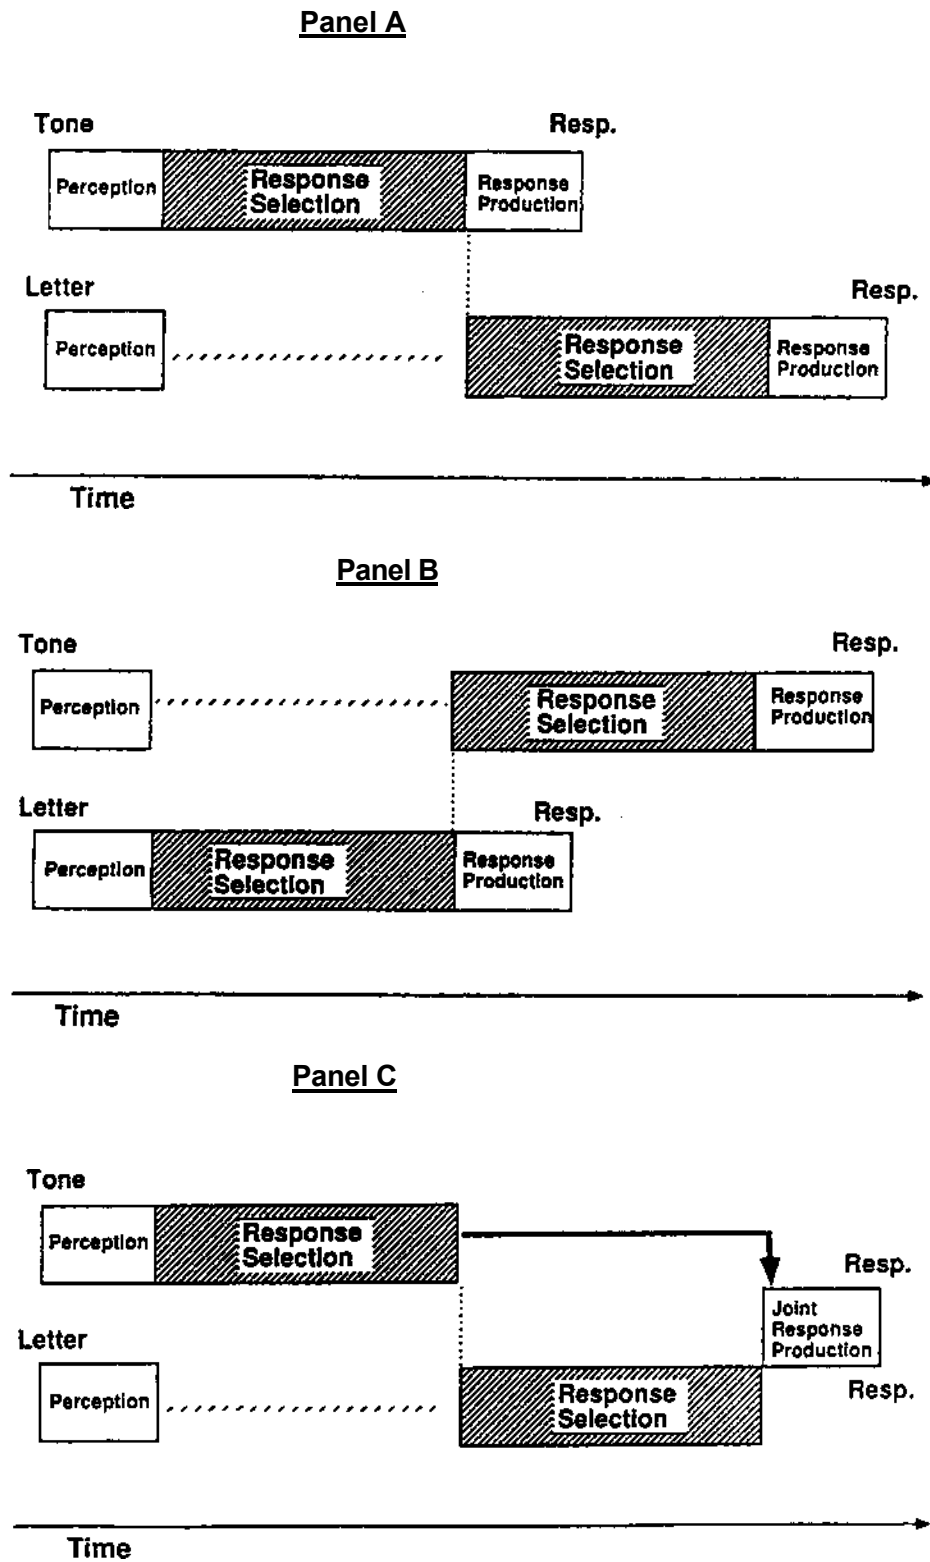 Panel A
Tone
Resp.
Perception
Response
Selection
Response
Production
Letter
Resp.
Perception
Response
Selection
Response
Production
Time
Panel B
Tone
Resp.
Perception
Response
Selection
Response
Production
Letter
Resp.
Perception
Response
Selection
Response
Production
Time
Panel C
Tone
Perception
Response
Selection
Resp.
Joint
Response
Production
Letter
Resp.
Perception
Response
Selection
Time